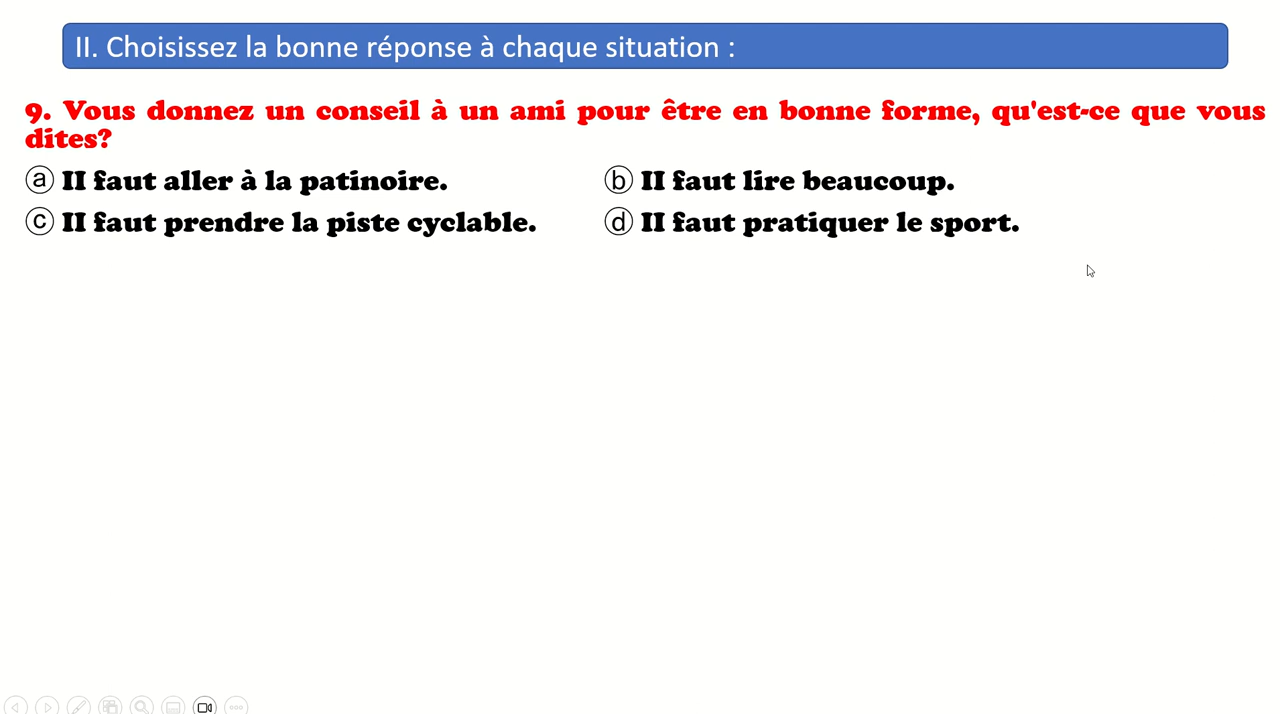 II. Choisissez la bonne réponse à chaque situation :
9. Vous donnez un conseil à un ami pour être en bonne forme, qu'est-ce que vous
dites?
ⓐ Il faut aller à la patinoire. ⓑ Il faut lire beaucoup.
ⓒ Il faut prendre la piste cyclable. ⓓ Il faut pratiquer le sport.